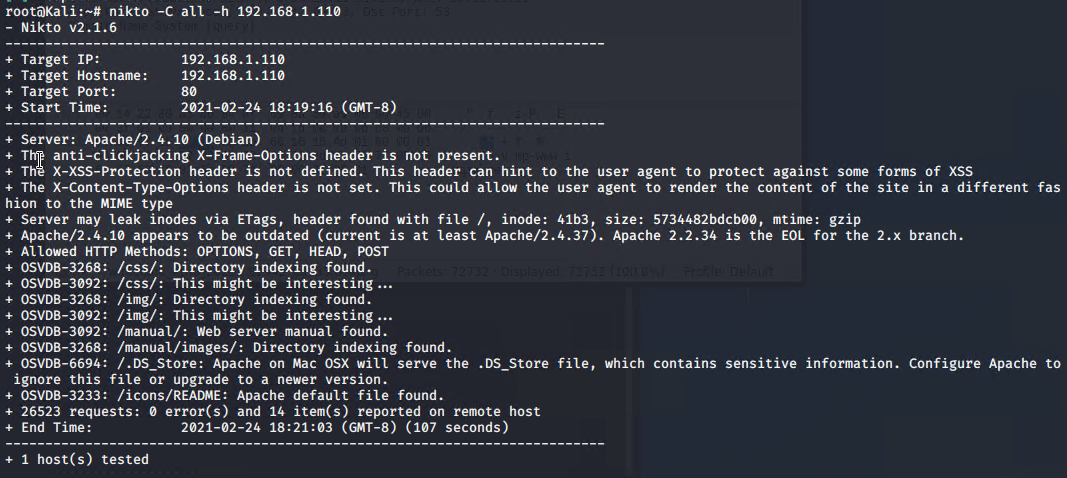 root@Kali:~# nikto -C all -h 192.168.1.110
- Nikto v2.1.6
---------------------------------------------------------------------------
+ Target IP:          192.168.1.110
+ Target Hostname:    192.168.1.110
+ Target Port:        80
+ Start Time:         2021-02-24 18:19:16 (GMT-8)
---------------------------------------------------------------------------
+ Server: Apache/2.4.10 (Debian)
+ The anti-clickjacking X-Frame-Options header is not present.
+ The X-XSS-Protection header is not defined. This header can hint to the user agent to protect against some forms of XSS
+ The X-Content-Type-Options header is not set. This could allow the user agent to render the content of the site in a different fas
hion to the MIME type
+ Server may leak inodes via ETags, header found with file /, inode: 41b3, size: 5734482bdcb00, mtime: gzip
+ Apache/2.4.10 appears to be outdated (current is at least Apache/2.4.37). Apache 2.2.34 is the EOL for the 2.x branch.
+ Allowed HTTP Methods: OPTIONS, GET, HEAD, POST
+ OSVDB-3268: /css/: Directory indexing found.
+ OSVDB-3092: /css/: This might be interesting...
+ OSVDB-3268: /img/: Directory indexing found.
+ OSVDB-3092: /img/: This might be interesting...
+ OSVDB-3092: /manual/: Web server manual found.
+ OSVDB-3268: /manual/images/: Directory indexing found.
+ OSVDB-6694: /.DS_Store: Apache on Mac OSX will serve the .DS_Store file, which contains sensitive information. Configure Apache to
 ignore this file or upgrade to a newer version.
+ OSVDB-3233: /icons/README: Apache default file found.
+ 26523 requests: 0 error(s) and 14 item(s) reported on remote host
+ End Time:           2021-02-24 18:21:03 (GMT-8) (107 seconds)
---------------------------------------------------------------------------
+ 1 host(s) tested